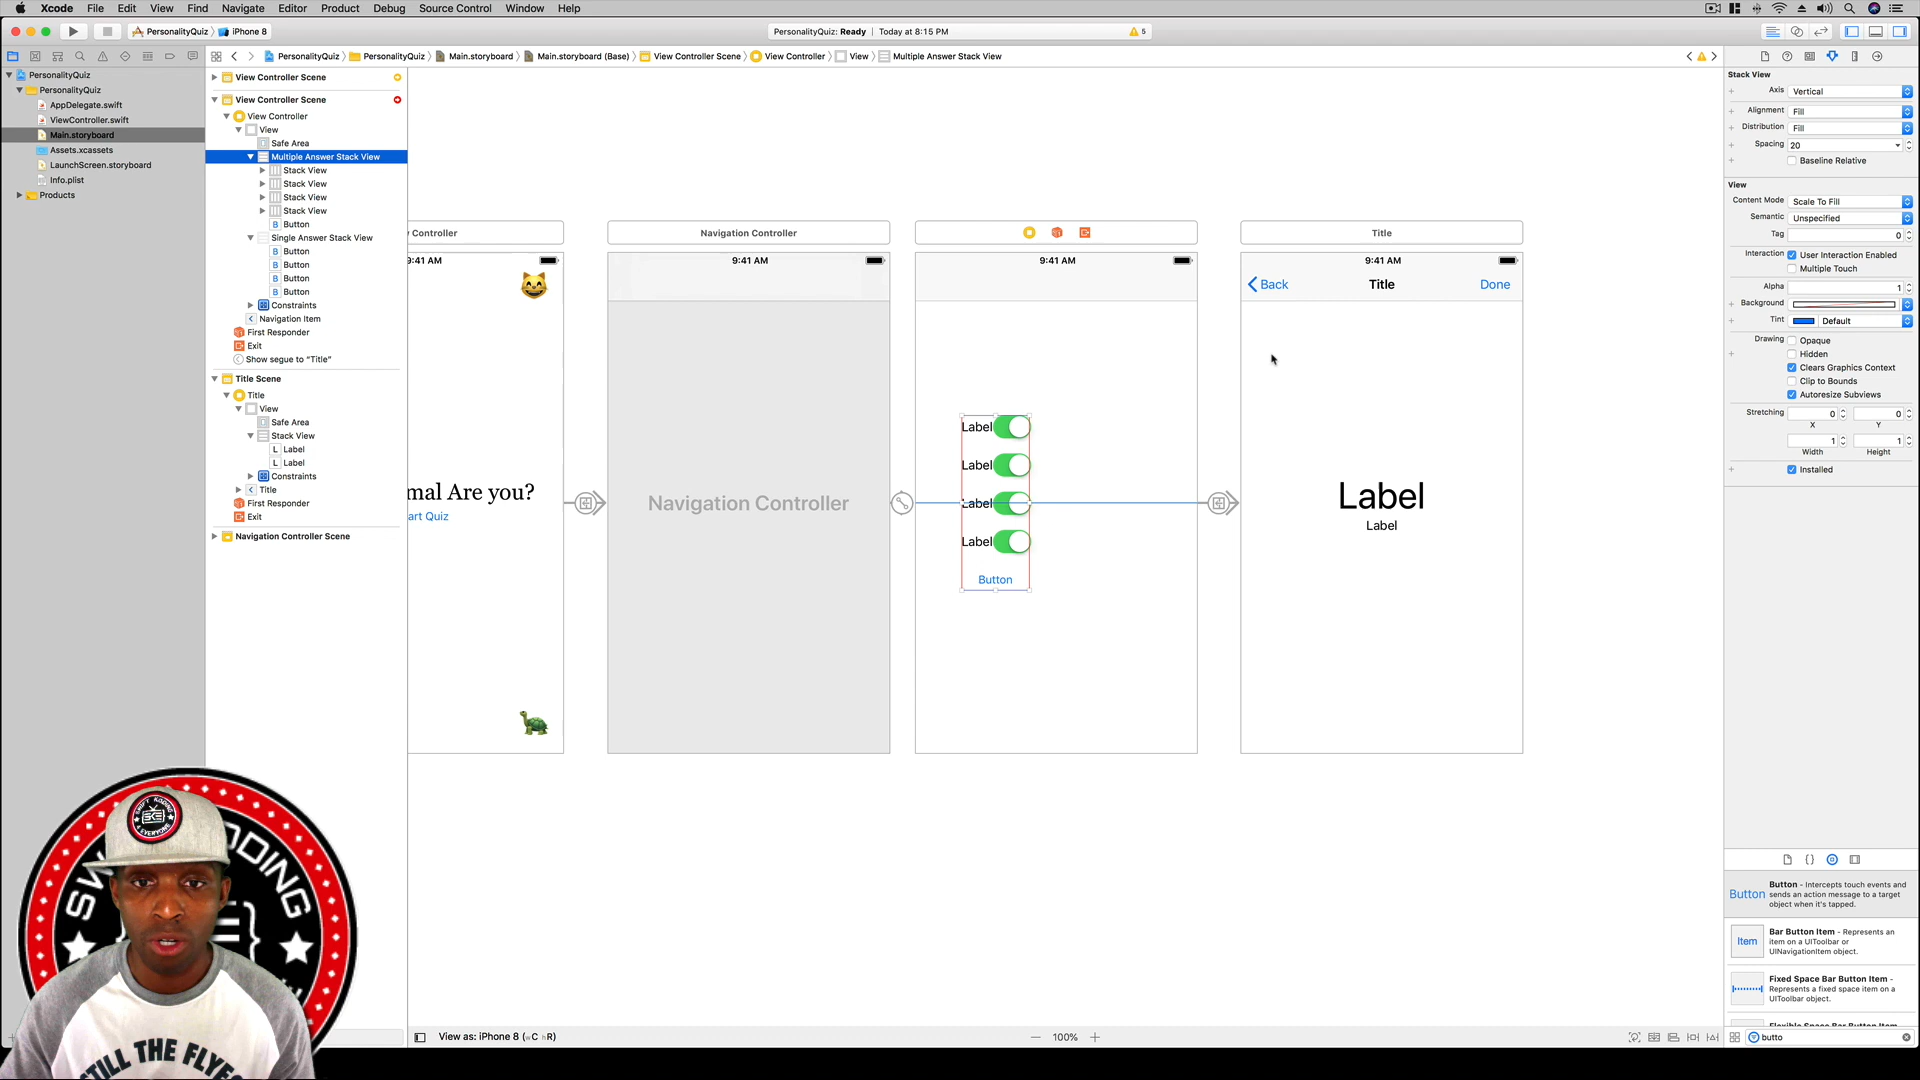 Xcode File Edit View Find Navigate Editor Product Debug Source Control Window Help
PersonalityQuiz iPhone 8
PersonalityQuiz: Ready Today at 8:15 PM
5
PersonalityQuiz PersonalityQuiz Main.storyboard Main.storyboard (Base) View Controller Scene View Controller View Multiple Answer Stack View
PersonalityQuiz
PersonalityQuiz
AppDelegate.swift
ViewController.swift
Main.storyboard
Assets.xcassets
LaunchScreen.storyboard
Info.plist
Products
View Controller Scene
View Controller Scene
View Controller
View
Safe Area
Multiple Answer Stack View
Stack View
Stack View
Stack View
Stack View
B Button
Single Answer Stack View
B Button
B Button
B Button
B Button
Constraints
Navigation Item
First Responder
Exit
Show segue to "Title"
Title Scene
Title
View
Safe Area
Stack View
L Label
L Label
Constraints
Title
First Responder
Exit
Navigation Controller Scene
Controller
9:41 AM
mal Are you?
art Quiz
Navigation Controller
9:41 AM
Navigation Controller
9:41 AM
Label
Label
Label
Label
Button
Title
9:41 AM
Back Title Done
Label
Label
Stack View
Axis Vertical
Alignment Fill
Distribution Fill
Spacing 20
Baseline Relative
View
Content Mode Scale To Fill
Semantic Unspecified
Tag 0
Interaction User Interaction Enabled
Multiple Touch
Alpha 1
Background
Tint Default
Drawing Opaque
Hidden
Clears Graphics Context
Clip to Bounds
Autoresize Subviews
Stretching 0 0
X Y
1 1
Width Height
Installed
Button Button - Intercepts touch events and
sends an action message to a target
object when it's tapped.
Item Bar Button Item - Represents an
item on a UIToolbar or
UINavigationItem object.
Fixed Space Bar Button Item -
Represents a fixed space item on a
UIToolbar object.
Flexible Space Bar Button Item
butto
View as: iPhone 8 (wC hR)
100%
STILL THE FLYES